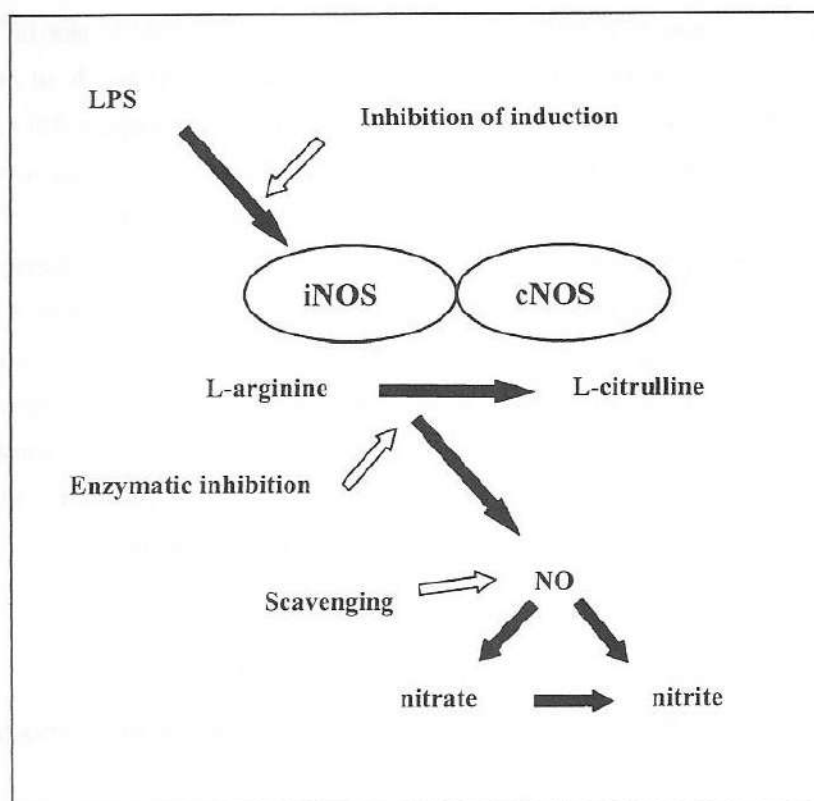 LPS
Inhibition of induction
iNOS
cNOS
L-arginine
L-citrulline
Enzymatic inhibition
NO
Scavenging
nitrate
nitrite